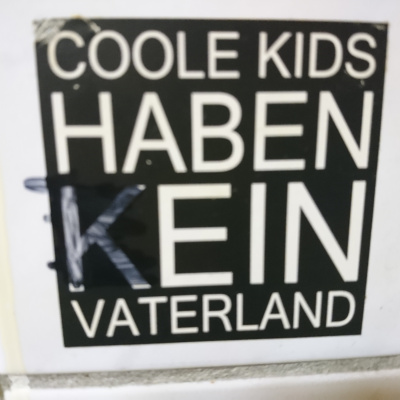 COOLE KIDS
HABEN
KEIN
VATERLAND